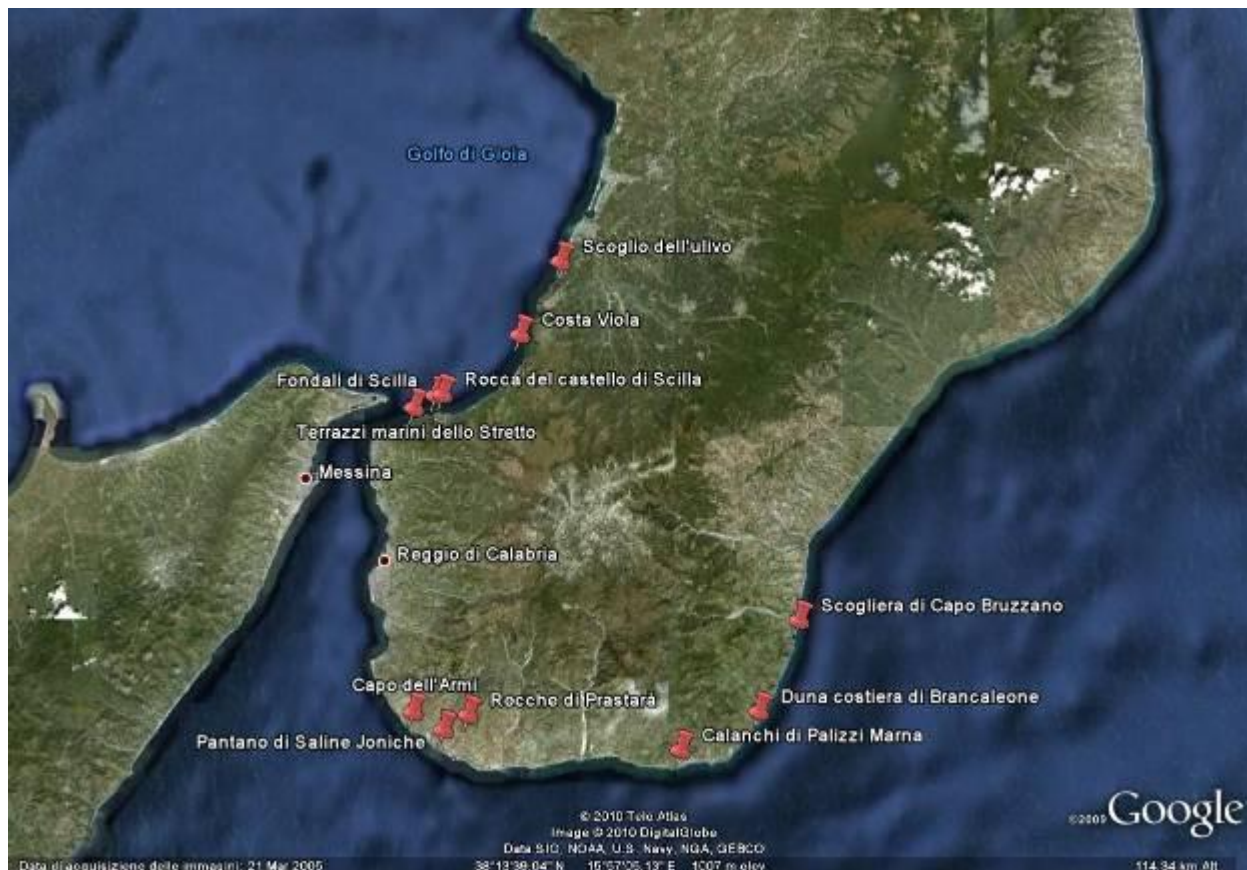 Golfo di Gioia
Scoglio dell'ulivo
Costa Viola
Fondali di Scilla
Rocca del castello di Scilla
Terrazzi marini dello Stretto
Messina
Reggio di Calabria
Scogliera di Capo Bruzzano
Capo dell'Armi
Rocche di Prastarà
Duna costiera di Brancaleone
Pantano di Saline Joniche
Calanchi di Palizzi Marna
© 2010 Tele Atlas
Image © 2010 DigitalGlobe
Data SIO, NOAA, U.S. Navy, NGA, GEBCO
©2009 Google
Data di acquisizione delle immagini: 21 Mar 2005
38°13'38.04" N 15°57'05.13" E 1007 m elev
114.34 km Alt